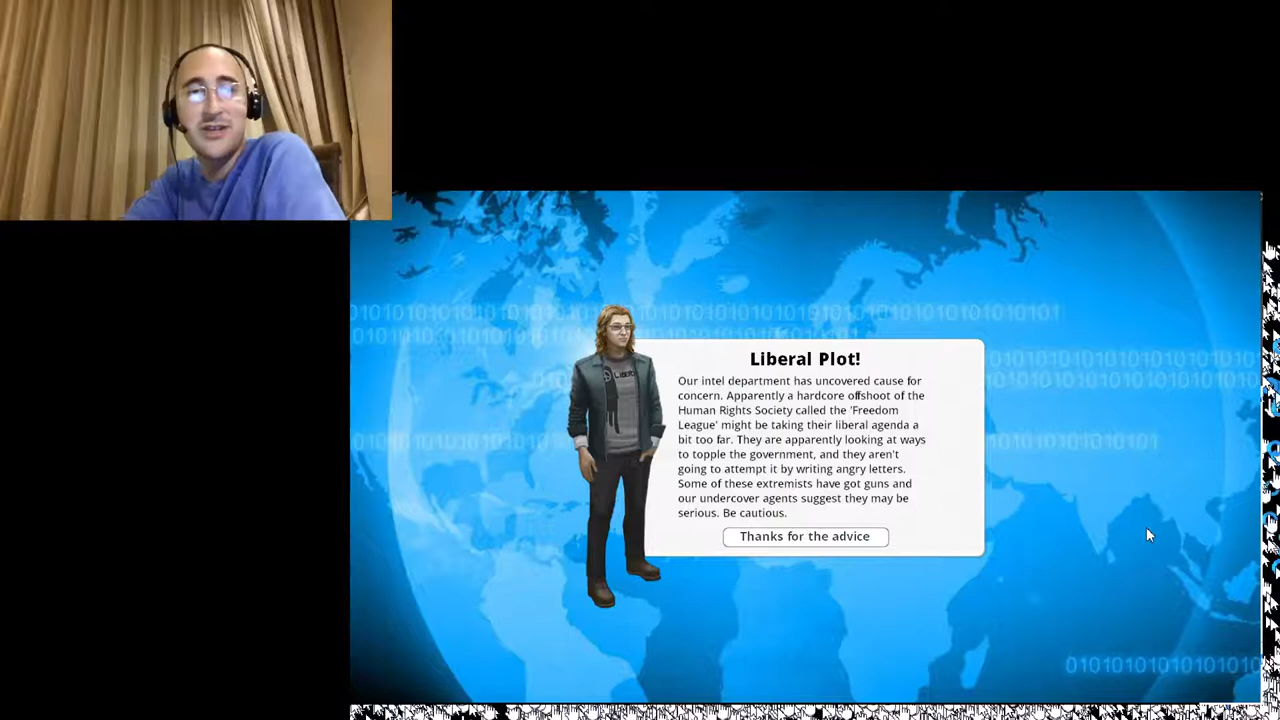 01010101010101010101010101010101010101010101010101
Liberal Plot!
Our intel department has uncovered cause for
concern. Apparently a hardcore offshoot of the
Human Rights Society called the 'Freedom
League' might be taking their liberal agenda a
bit too far. They are apparently looking at ways
to topple the government, and they aren't
going to attempt it by writing angry letters.
Some of these extremists have got guns and
our undercover agents suggest they may be
serious. Be cautious.
Thanks for the advice